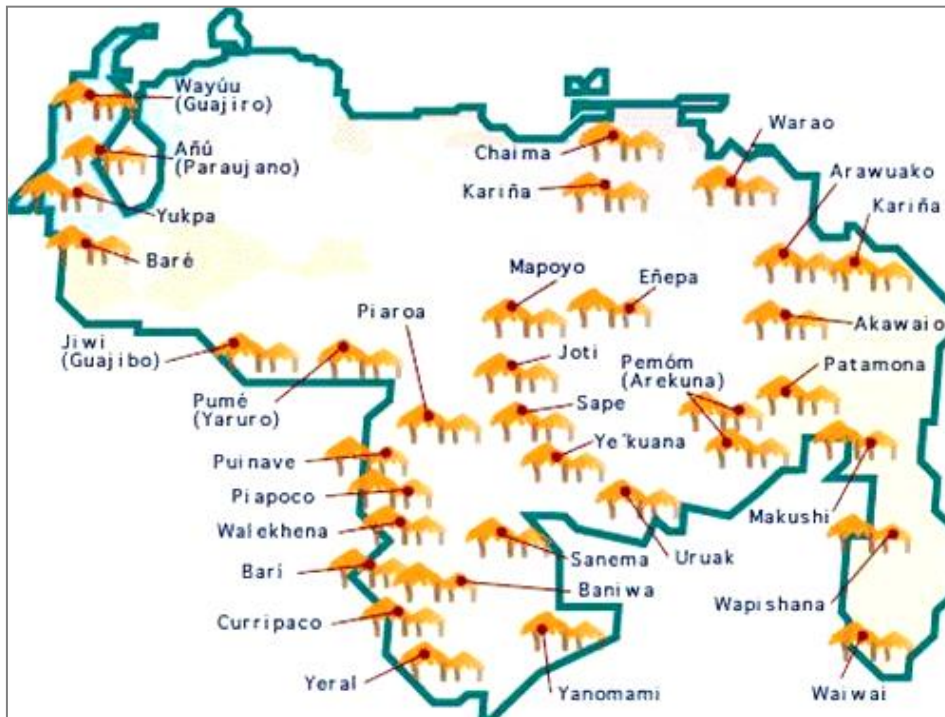 Wayúu
(Guajiro)
Añú
(Paraujano)
Yukpa
Baré
Chaima
Kariña
Warao
Arawuako
Kariña
Mapoyo
Eñepa
Akawaio
Piaroa
Jiwi
(Guajibo)
Joti
Pemóm
(Arekuna)
Patamona
Pumé
(Yaruro)
Sape
Ye'kuana
Puinave
Piapoco
Makushi
Walekhena
Sanema
Uruak
Barí
Baniwa
Wapishana
Curripaco
Yeral
Yanomami
Waiwai